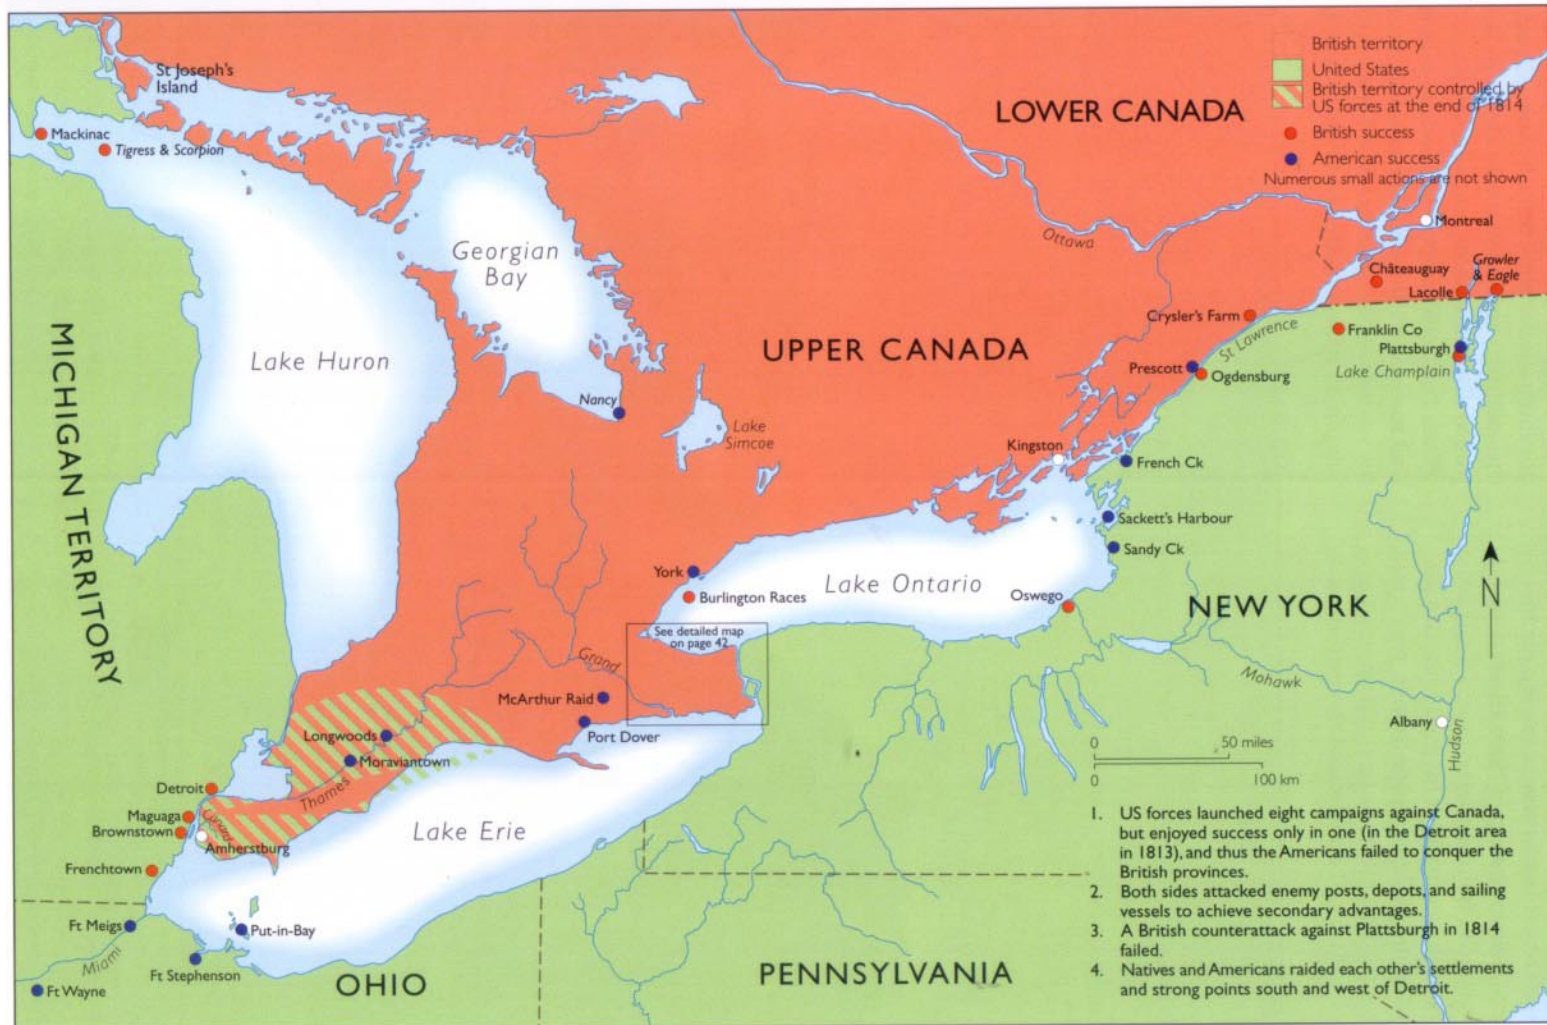 British territory
United States
British territory controlled by
US forces at the end of 1814
British success
American success
Numerous small actions are not shown
St Joseph's
Island
Mackinac
Tigress & Scorpion
LOWER CANADA
Ottawa
Montreal
Georgian
Bay
Châteauguay
Growler
& Eagle
Lacolle
Crysler's Farm
St Lawrence
Franklin Co
Plattsburgh
Lake Champlain
MICHIGAN TERRITORY
Lake Huron
UPPER CANADA
Prescott
Ogdensburg
Nancy
Lake
Simcoe
Kingston
French Ck
Sackett's Harbour
Sandy Ck
York
Burlington Races
Lake Ontario
Oswego
NEW YORK
N
See detailed map
on page 42
Grand
Mohawk
McArthur Raid
Port Dover
Albany
Hudson
Longwoods
Moraviantown
Thames
0 50 miles
0 100 km
Detroit
Maguaga
Brownstown
Canard
Amherstburg
Lake Erie
Frenchtown
Ft Meigs
Put-in-Bay
Miami
Ft Stephenson
Ft Wayne
OHIO
PENNSYLVANIA
1. US forces launched eight campaigns against Canada,
but enjoyed success only in one (in the Detroit area
in 1813), and thus the Americans failed to conquer the
British provinces.
2. Both sides attacked enemy posts, depots, and sailing
vessels to achieve secondary advantages.
3. A British counterattack against Plattsburgh in 1814
failed.
4. Natives and Americans raided each other's settlements
and strong points south and west of Detroit.